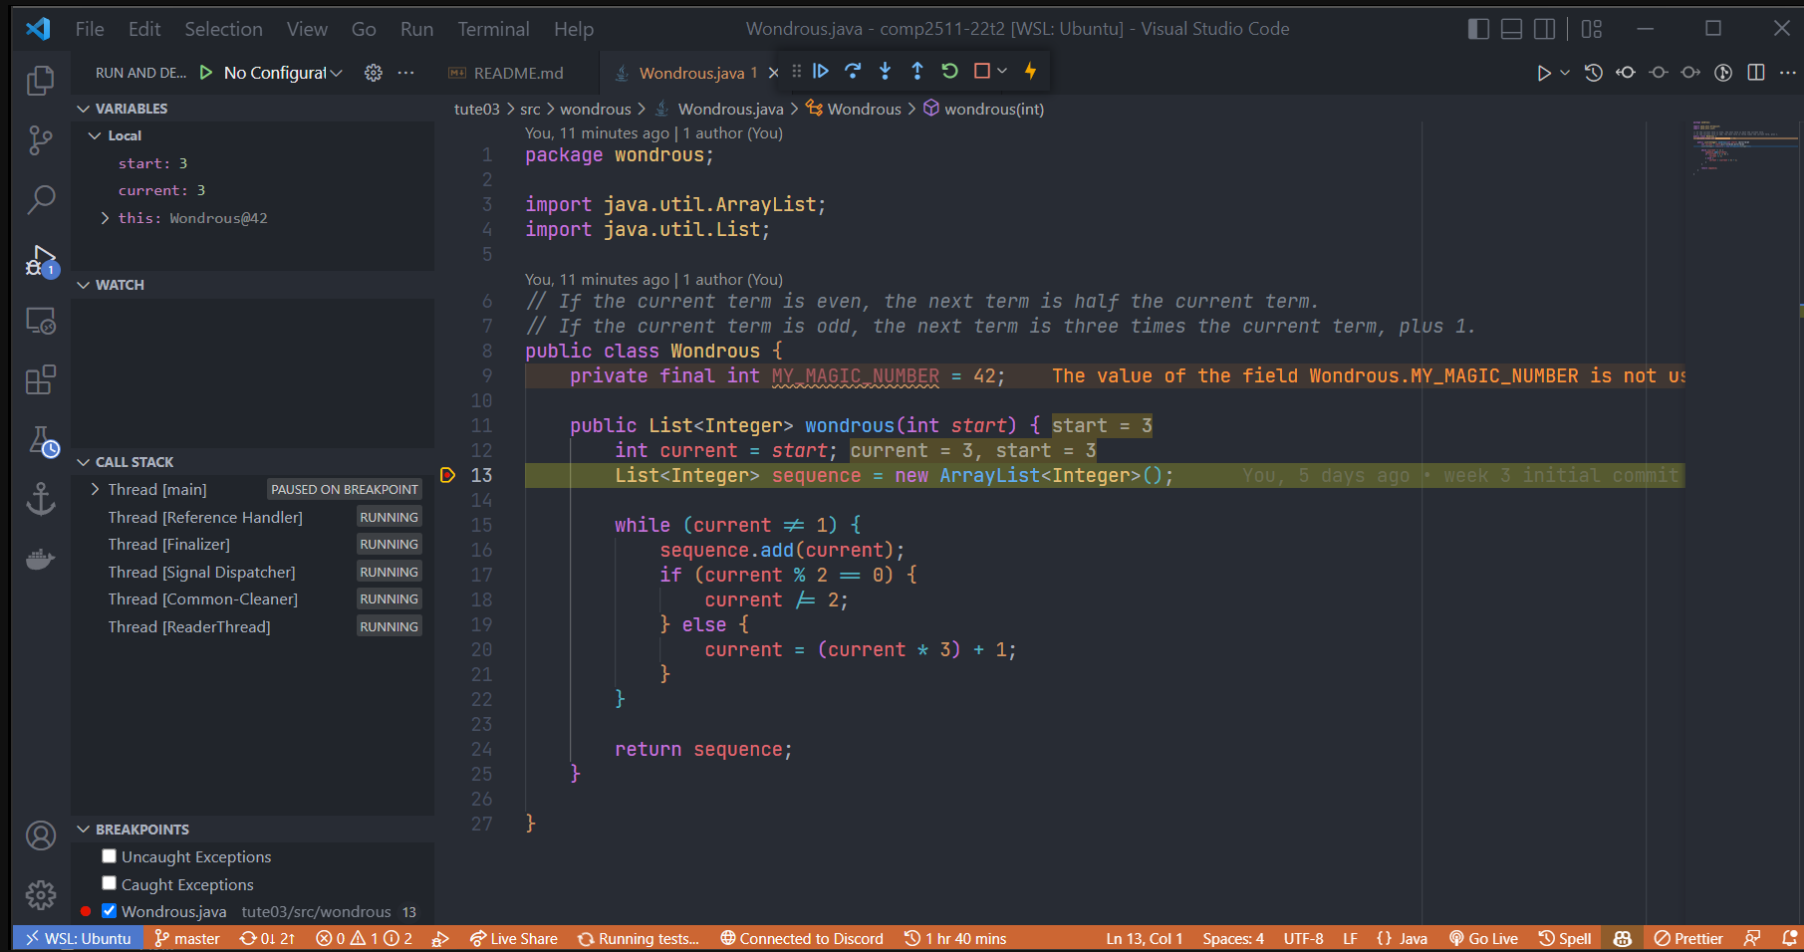 File Edit Selection View Go Run Terminal Help
Wondrous.java - comp2511-22t2 [WSL: Ubuntu] - Visual Studio Code
RUN AND DE... No Configurat
README.md
Wondrous.java 1
VARIABLES
Local
start: 3
current: 3
this: Wondrous@42
1
WATCH
CALL STACK
Thread [main] PAUSED ON BREAKPOINT
Thread [Reference Handler] RUNNING
Thread [Finalizer] RUNNING
Thread [Signal Dispatcher] RUNNING
Thread [Common-Cleaner] RUNNING
Thread [ReaderThread] RUNNING
BREAKPOINTS
Uncaught Exceptions
Caught Exceptions
Wondrous.java tute03/src/wondrous 13
tute03 > src > wondrous > Wondrous.java > Wondrous > wondrous(int)
You, 11 minutes ago | 1 author (You)
1 package wondrous;
2
3 import java.util.ArrayList;
4 import java.util.List;
5
You, 11 minutes ago | 1 author (You)
6 // If the current term is even, the next term is half the current term.
7 // If the current term is odd, the next term is three times the current term, plus 1.
8 public class Wondrous {
9 private final int MY_MAGIC_NUMBER = 42; The value of the field Wondrous.MY_MAGIC_NUMBER is not us
10
11 public List<Integer> wondrous(int start) { start = 3
12 int current = start; current = 3, start = 3
13 List<Integer> sequence = new ArrayList<Integer>(); You, 5 days ago • week 3 initial commit
14
15 while (current != 1) {
16 sequence.add(current);
17 if (current % 2 == 0) {
18 current /= 2;
19 } else {
20 current = (current * 3) + 1;
21 }
22 }
23
24 return sequence;
25 }
26
27 }
WSL: Ubuntu master 0↓ 2↑ 0 1 2 Live Share Running tests... Connected to Discord 1 hr 40 mins Ln 13, Col 1 Spaces: 4 UTF-8 LF {} Java Go Live Spell Prettier